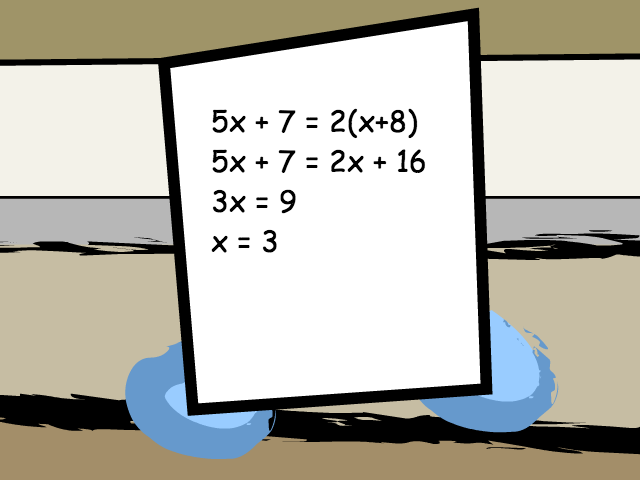 5x + 7 = 2(x+8)
5x + 7 = 2x + 16
3x = 9
x = 3